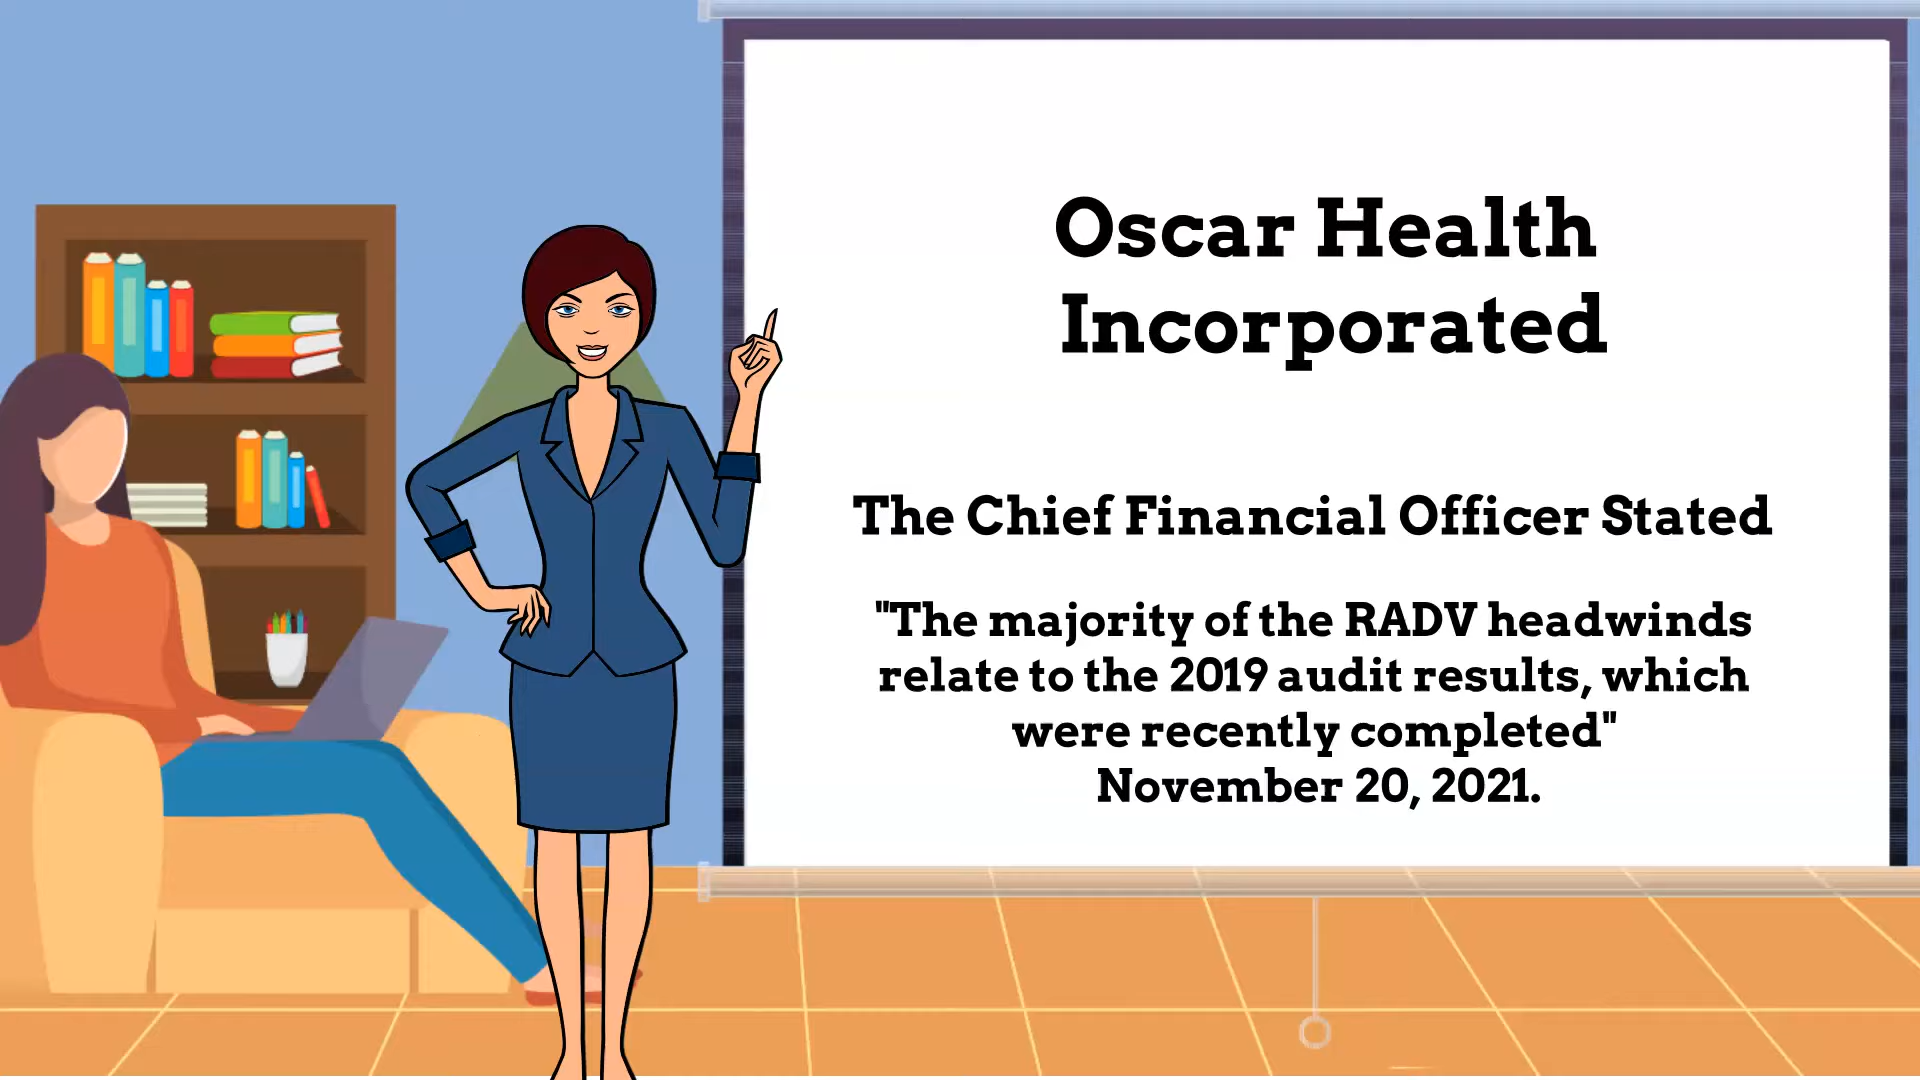 Oscar Health
Incorporated
The Chief Financial Officer Stated
"The majority of the RADV headwinds
relate to the 2019 audit results, which
were recently completed"
November 20, 2021.